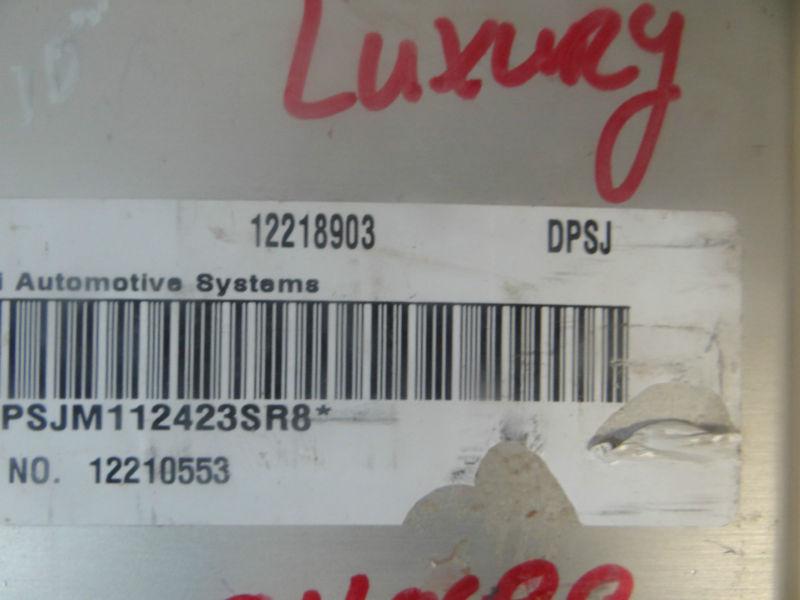 Luxury
12218903 DPSJ
i Automotive Systems
PSJM112423SR8*
NO. 12210553